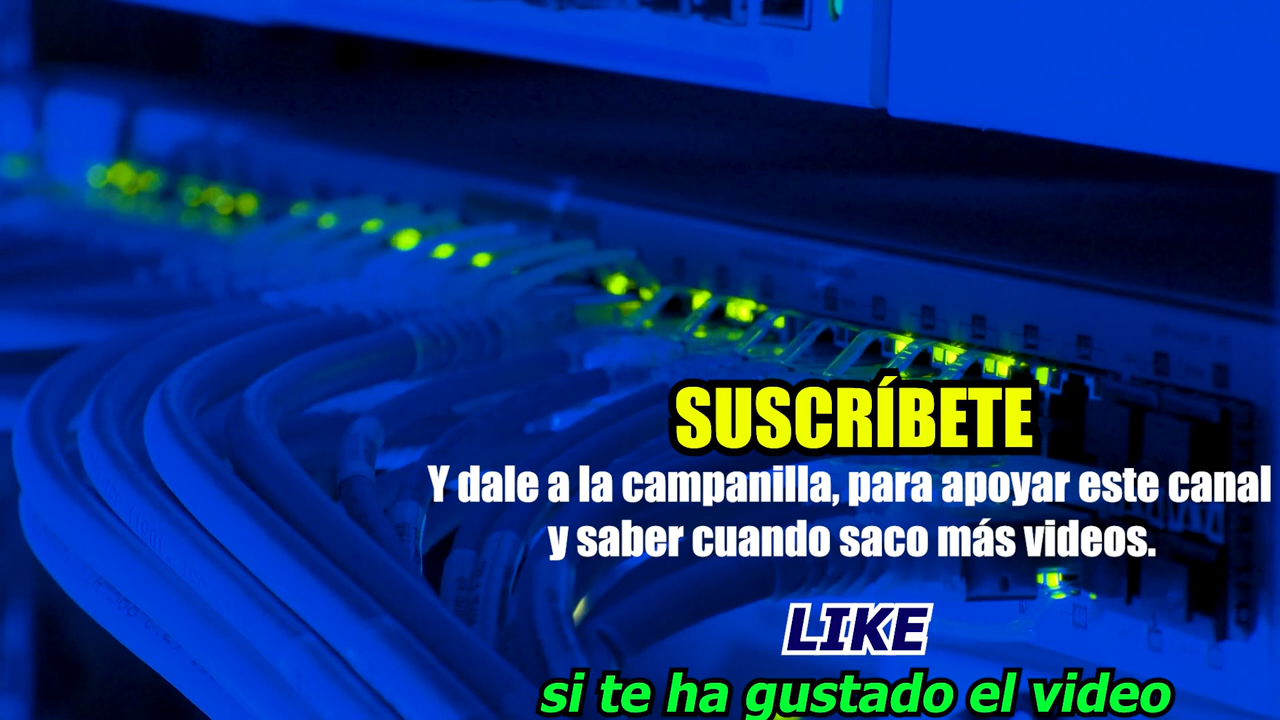 SUSCRÍBETE
Y dale a la campanilla, para apoyar este canal
y saber cuando saco más videos.
LIKE
si te ha gustado el video